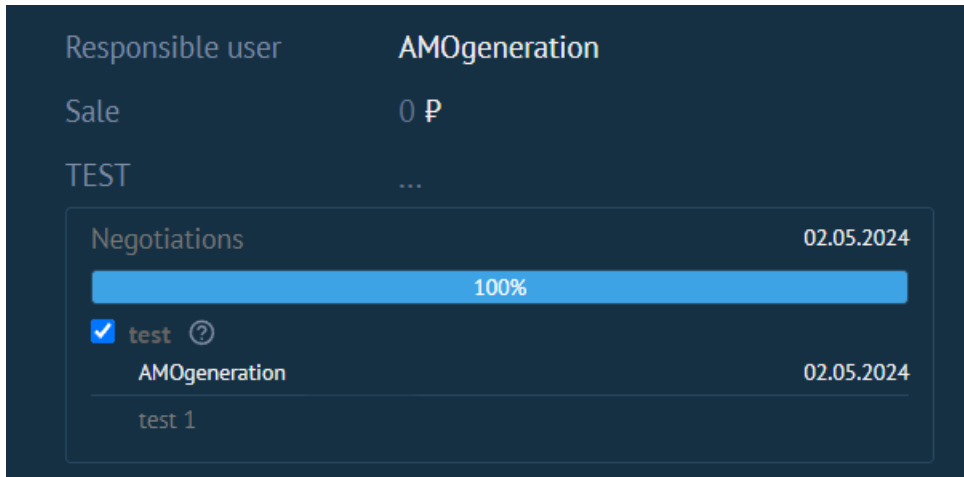 Responsible user AMOgeneration
Sale 0 ₽
TEST ...
Negotiations 02.05.2024
100%
test ?
AMOgeneration 02.05.2024
test 1